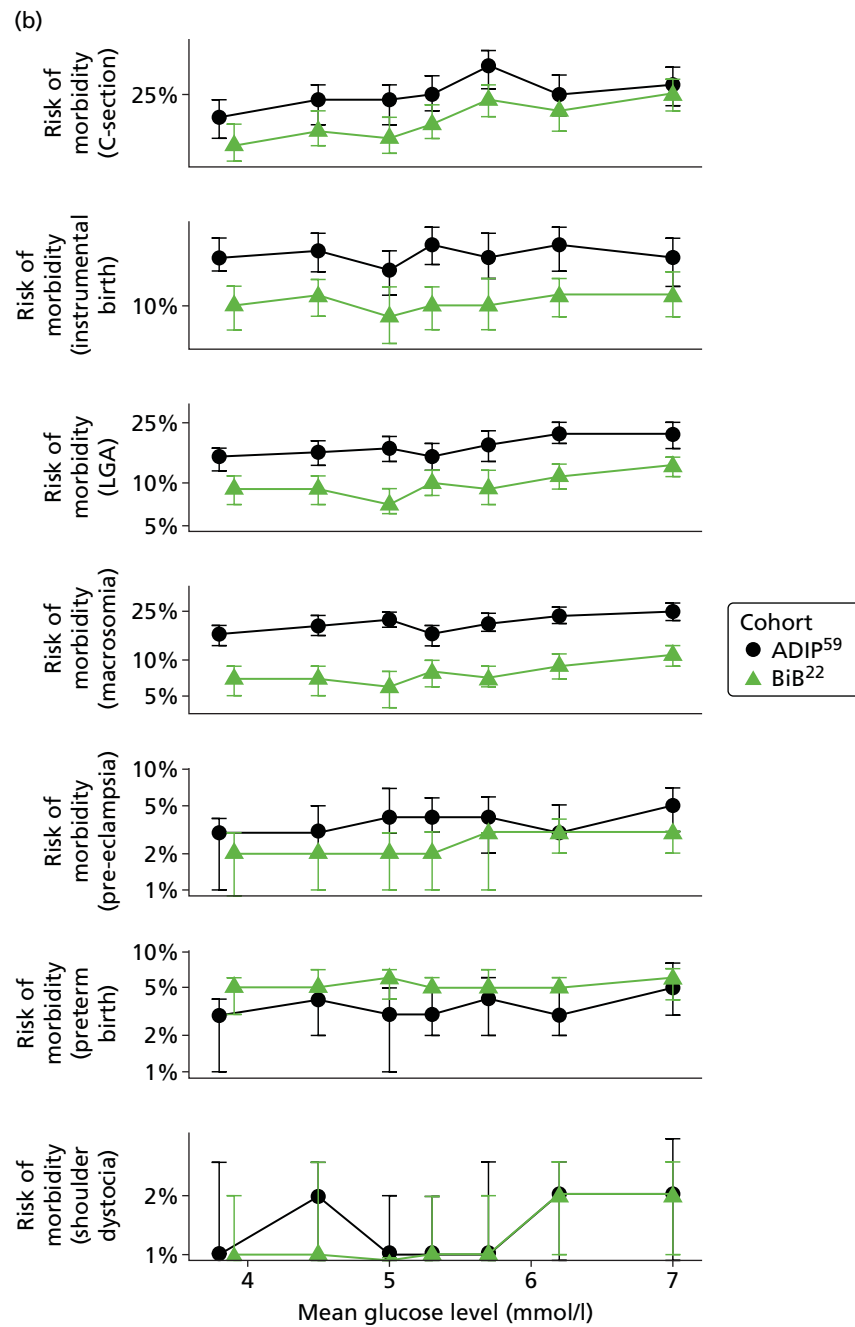 (b)
Risk of
morbidity
(C-section)
25%
Risk of
morbidity
(instrumental
birth)
10%
Risk of
morbidity
(LGA)
25%
10%
5%
Risk of
morbidity
(macrosomia)
25%
10%
5%
Cohort
ADIP59
BiB22
Risk of
morbidity
(pre-eclampsia)
10%
5%
2%
1%
Risk of
morbidity
(preterm
birth)
10%
5%
2%
1%
Risk of
morbidity
(shoulder
dystocia)
2%
1%
4 5 6 7
Mean glucose level (mmol/l)